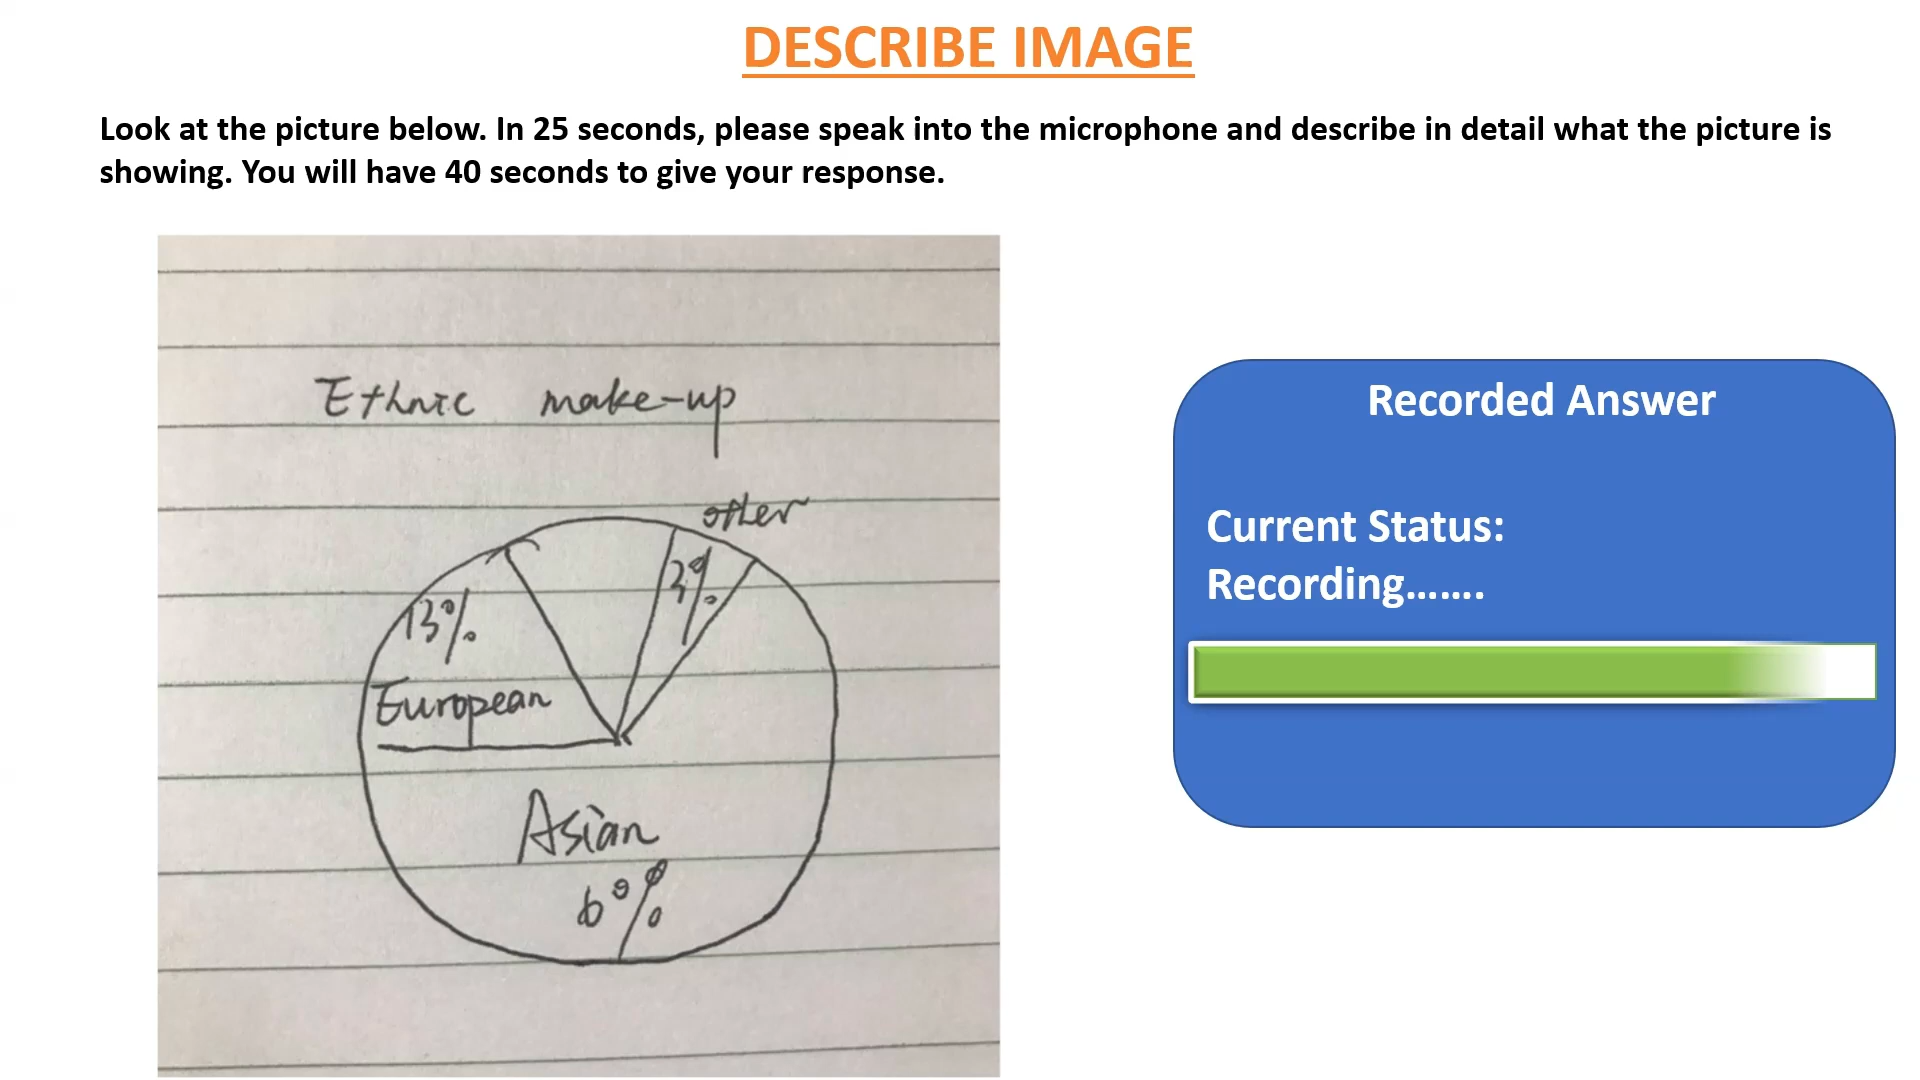 DESCRIBE IMAGE
Look at the picture below. In 25 seconds, please speak into the microphone and describe in detail what the picture is
showing. You will have 40 seconds to give your response.
Ethnic make-up
other
3%
13%
European
Asian
60%
Recorded Answer
Current Status:
Recording.......